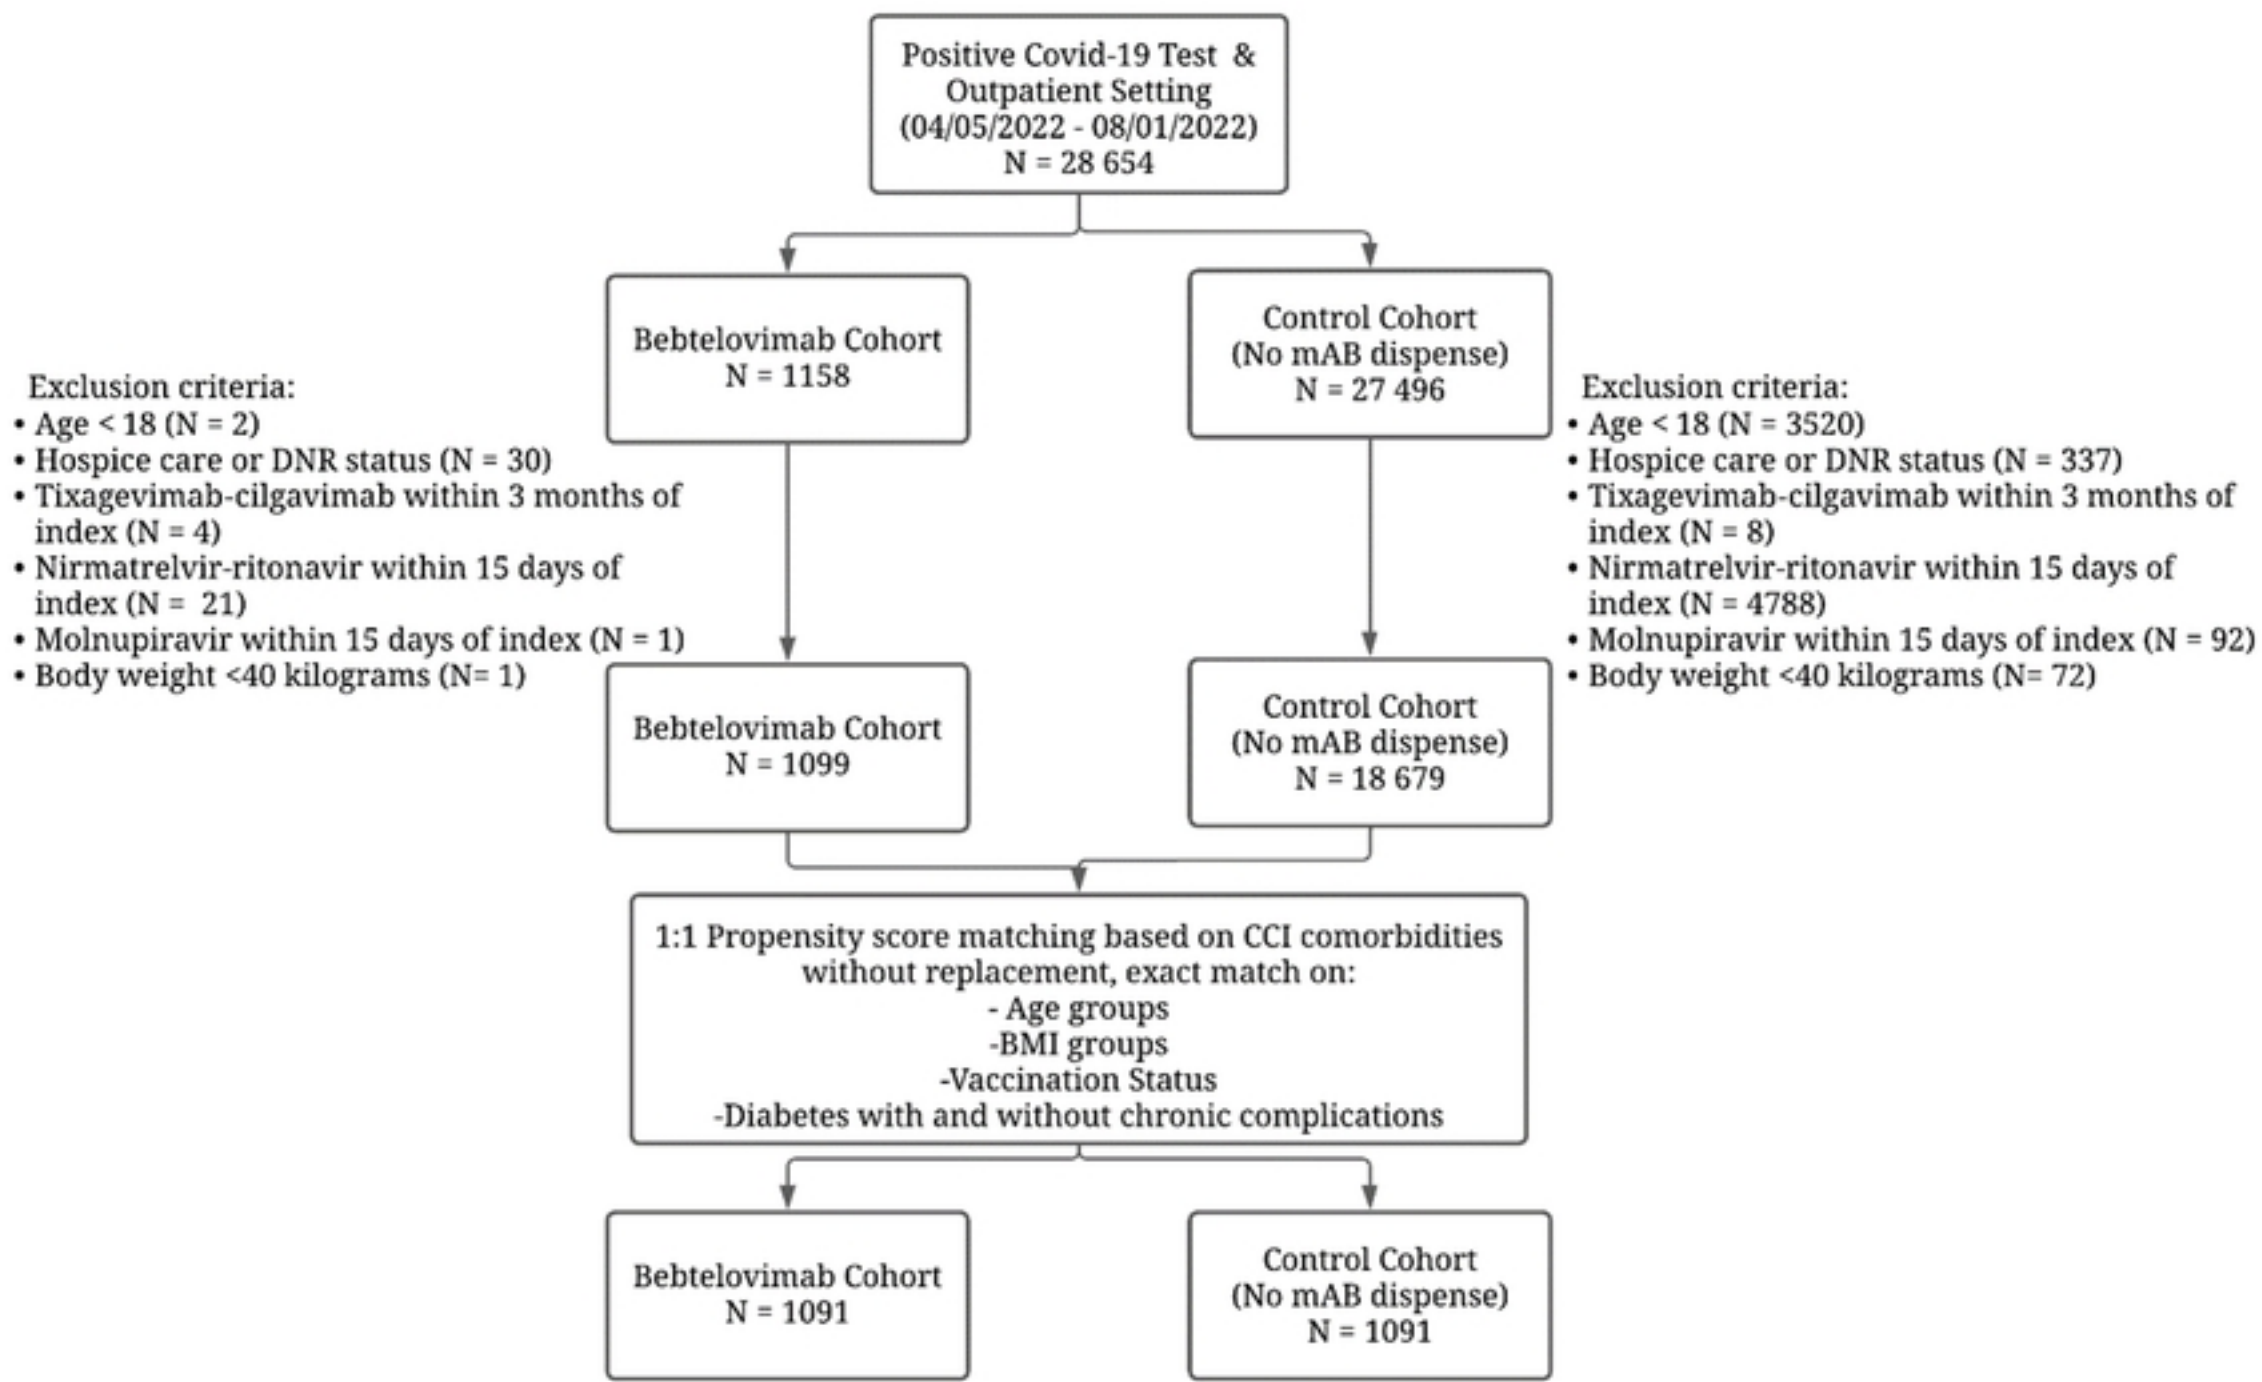 Positive Covid-19 Test &
Outpatient Setting
(04/05/2022 - 08/01/2022)
N = 28 654
Bebtelovimab Cohort
N = 1158
Control Cohort
(No mAB dispense)
N = 27 496
Exclusion criteria:
• Age < 18 (N = 2)
• Hospice care or DNR status (N = 30)
• Tixagevimab-cilgavimab within 3 months of
index (N = 4)
• Nirmatrelvir-ritonavir within 15 days of
index (N =  21)
• Molnupiravir within 15 days of index (N = 1)
• Body weight <40 kilograms (N= 1)
Exclusion criteria:
• Age < 18 (N = 3520)
• Hospice care or DNR status (N = 337)
• Tixagevimab-cilgavimab within 3 months of
index (N = 8)
• Nirmatrelvir-ritonavir within 15 days of
index (N = 4788)
• Molnupiravir within 15 days of index (N = 92)
• Body weight <40 kilograms (N= 72)
Bebtelovimab Cohort
N = 1099
Control Cohort
(No mAB dispense)
N = 18 679
1:1 Propensity score matching based on CCI comorbidities
without replacement, exact match on:
- Age groups
-BMI groups
-Vaccination Status
-Diabetes with and without chronic complications
Bebtelovimab Cohort
N = 1091
Control Cohort
(No mAB dispense)
N = 1091